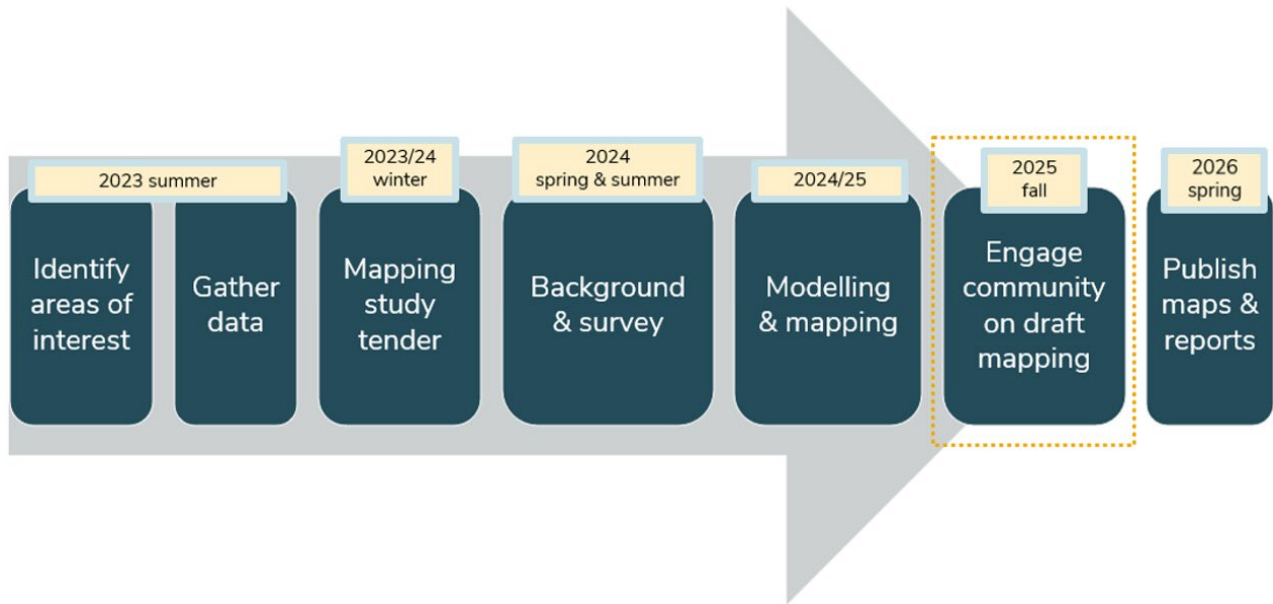 2023 summer
Identify
areas of
interest
Gather
data
2023/24
winter
Mapping
study
tender
2024
spring & summer
Background
& survey
2024/25
Modelling
& mapping
2025
fall
Engage
community
on draft
mapping
2026
spring
Publish
maps &
reports